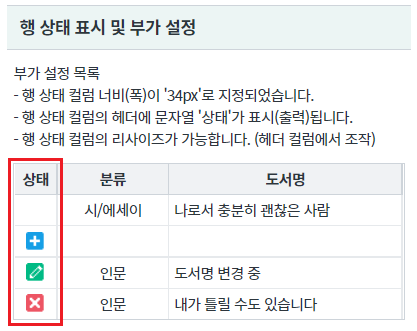 행 상태 표시 및 부가 설정
부가 설정 목록
- 행 상태 컬럼 너비(폭)이 '34px'로 지정되었습니다.
- 행 상태 컬럼의 헤더에 문자열 '상태'가 표시(출력)됩니다.
- 행 상태 컬럼의 리사이즈가 가능합니다. (헤더 컬럼에서 조작)
상태 분류 도서명
시/에세이 나로서 충분히 괜찮은 사람
인문 도서명 변경 중
인문 내가 틀릴 수도 있습니다